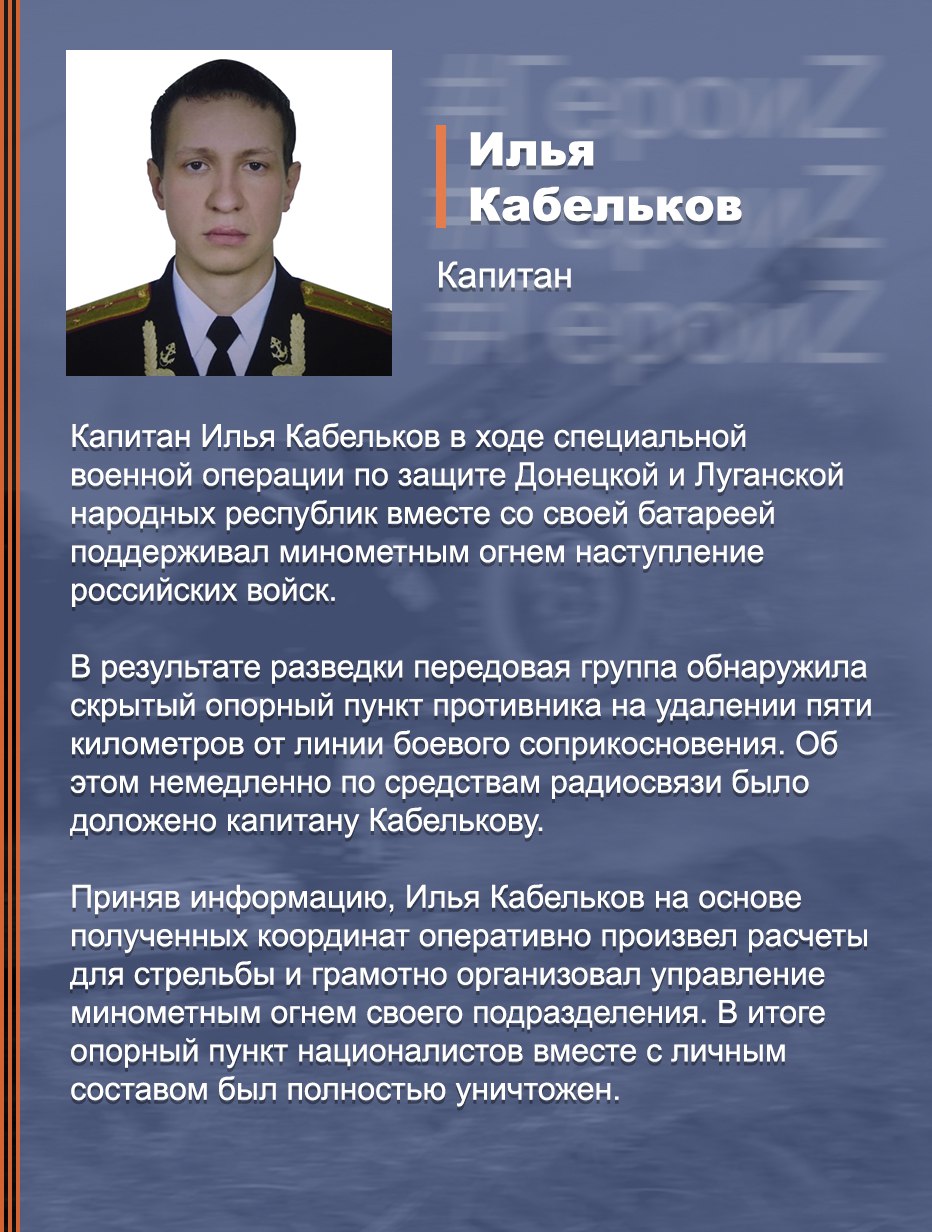 #ГероиZ
Илья
#ГероиZ
Кабельков
Капитан
#ГероиZ
Капитан Илья Кабельков в ходе специальной
военной операции по защите Донецкой и Луганской
народных республик вместе со своей батареей
поддерживал минометным огнем наступление
российских войск.
В результате разведки передовая группа обнаружила
скрытый опорный пункт противника на удалении пяти
километров от линии боевого соприкосновения. Об
этом немедленно по средствам радиосвязи было
доложено капитану Кабелькову.
Приняв информацию, Илья Кабельков на основе
полученных координат оперативно произвел расчеты
для стрельбы и грамотно организовал управление
минометным огнем своего подразделения. В итоге
опорный пункт националистов вместе с личным
составом был полностью уничтожен.